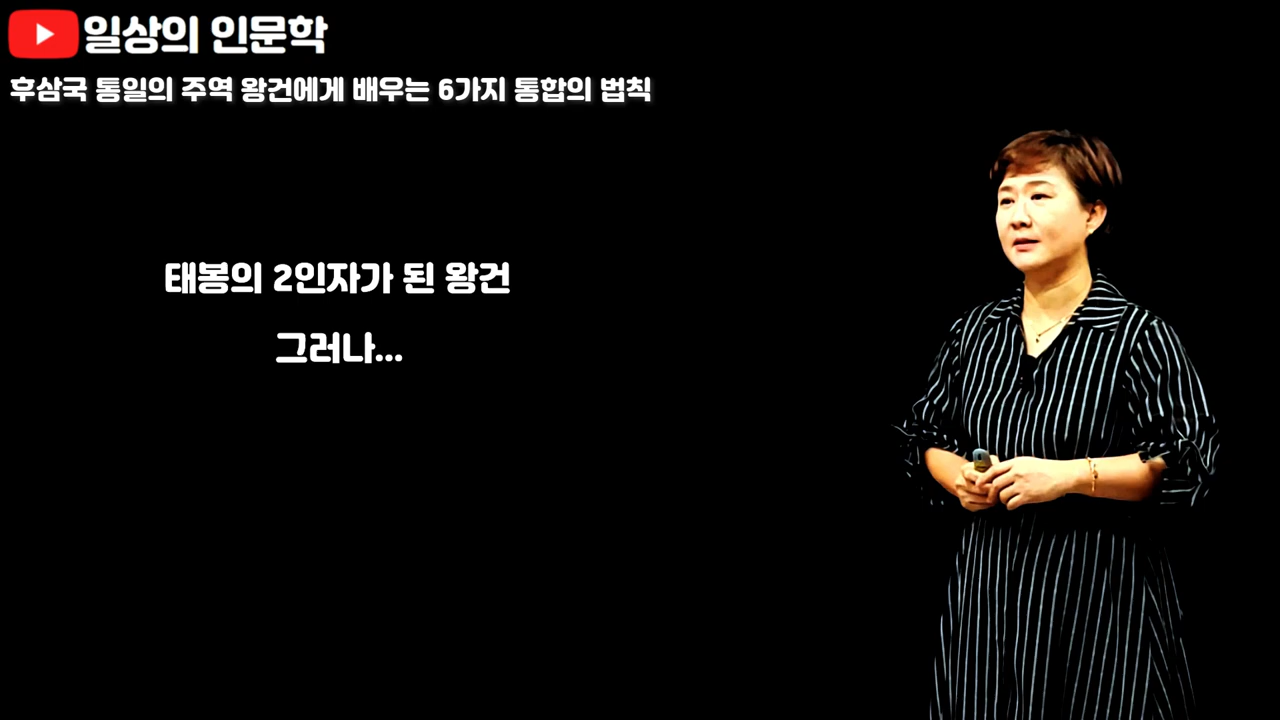 일상의 인문학
후삼국 통일의 주역 왕건에게 배우는 6가지 통합의 법칙
태봉의 2인자가 된 왕건
그러나...